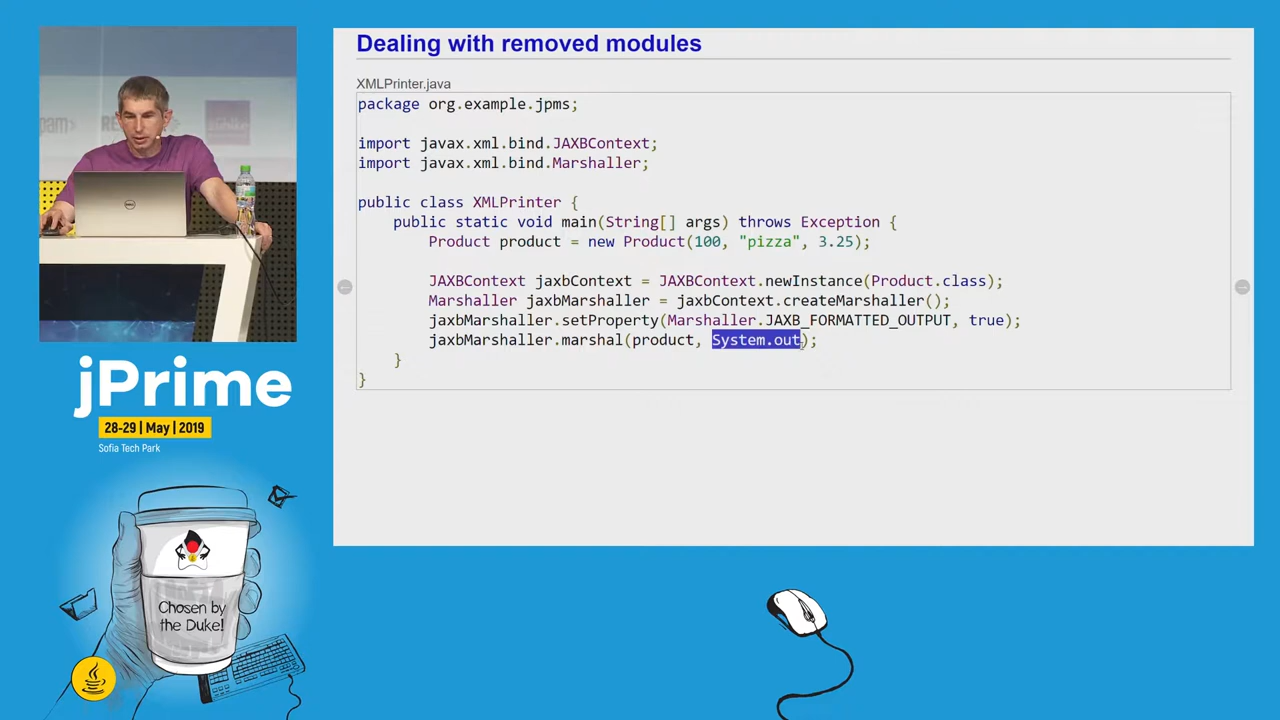 Dealing with removed modules
XMLPrinter.java
package org.example.jpms;
import javax.xml.bind.JAXBContext;
import javax.xml.bind.Marshaller;
public class XMLPrinter {
public static void main(String[] args) throws Exception {
Product product = new Product(100, "pizza", 3.25);
JAXBContext jaxbContext = JAXBContext.newInstance(Product.class);
Marshaller jaxbMarshaller = jaxbContext.createMarshaller();
jaxbMarshaller.setProperty(Marshaller.JAXB_FORMATTED_OUTPUT, true);
jaxbMarshaller.marshal(product, System.out);
}
}
jPrime
28-29 | May | 2019
Sofia Tech Park
Chosen by
the Duke!